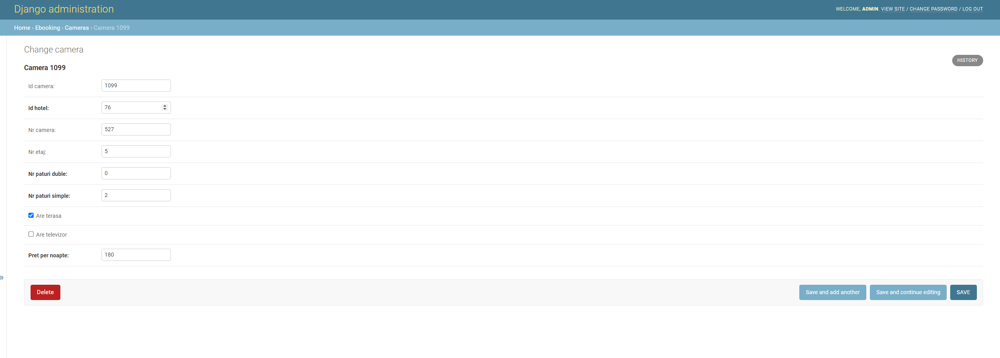 Django administration
WELCOME, ADMIN. VIEW SITE / CHANGE PASSWORD / LOG OUT
Home › Ebooking › Cameras › Camera 1099
Change camera
HISTORY
Camera 1099
Id camera: 1099
Id hotel: 76
Nr camera: 527
Nr etaj: 5
Nr paturi duble: 0
Nr paturi simple: 2
Are terasa
Are televizor
Pret per noapte: 180
»
Delete Save and add another Save and continue editing SAVE